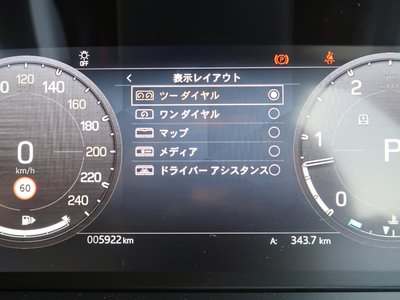 OFF
表示レイアウト
ツー ダイヤル
ワン ダイヤル
マップ
メディア
ドライバー アシスタンス
120
140
160
180
200
220
240
0
km/h
60
2
1
0
P
005922 km
A: 343.7 km